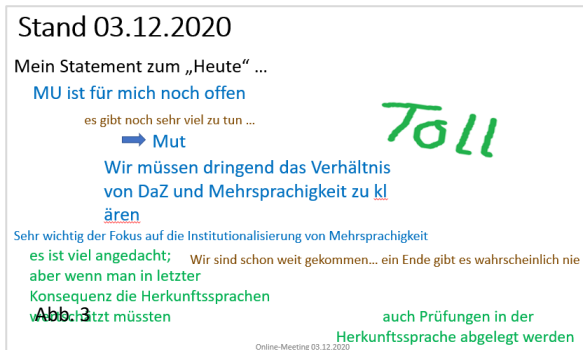 Stand 03.12.2020
Mein Statement zum „Heute“ ...
MU ist für mich noch offen
es gibt noch sehr viel zu tun ...
Mut
Toll
Wir müssen dringend das Verhältnis
von DaZ und Mehrsprachigkeit zu kl
ären
Sehr wichtig der Fokus auf die Institutionalisierung von Mehrsprachigkeit
es ist viel angedacht;
Wir sind schon weit gekommen... ein Ende gibt es wahrscheinlich nie
aber wenn man in letzter
Konsequenz die Herkunftssprachen
wertschätzt müssten
Abb. 3
auch Prüfungen in der
Herkunftssprache abgelegt werden
Online-Meeting 03.12.2020